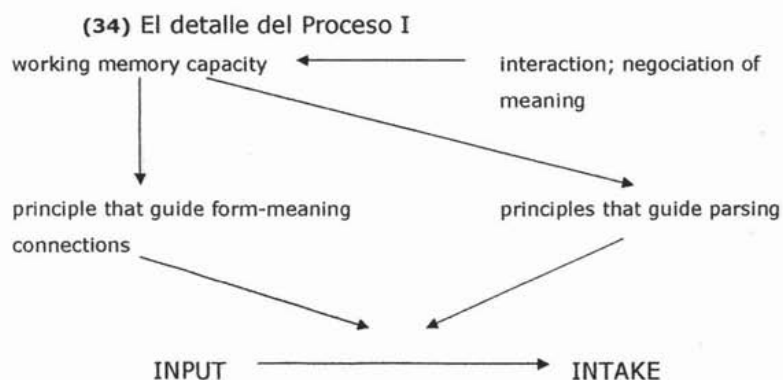 (34) El detalle del Proceso I
working memory capacity
interaction; negociation of
meaning
principle that guide form-meaning
connections
principles that guide parsing
INPUT
INTAKE